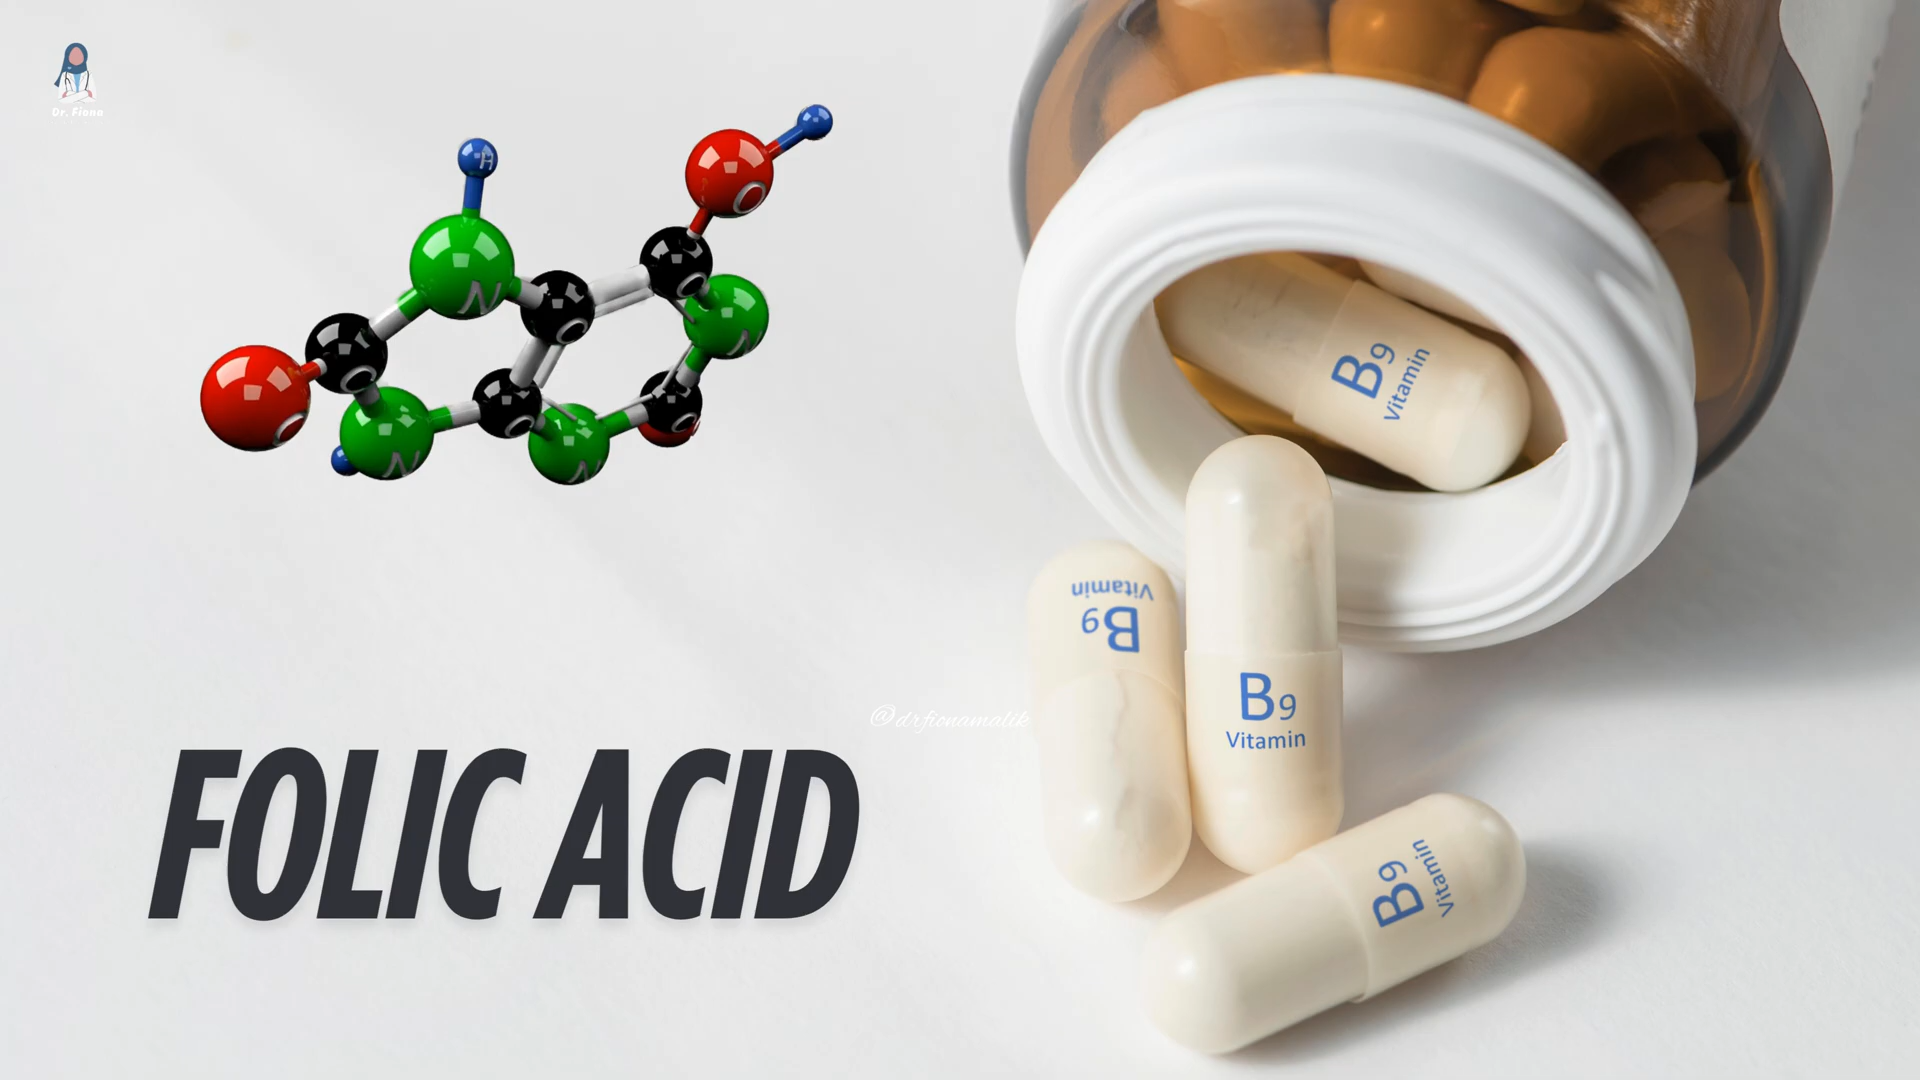 Dr. Fiona
H
O
N
C
C
N
C
O
N
C
N
C
B9
Vitamin
Vitamin
B9
B9
Vitamin
@drfionamalik
FOLIC ACID
B9
Vitamin